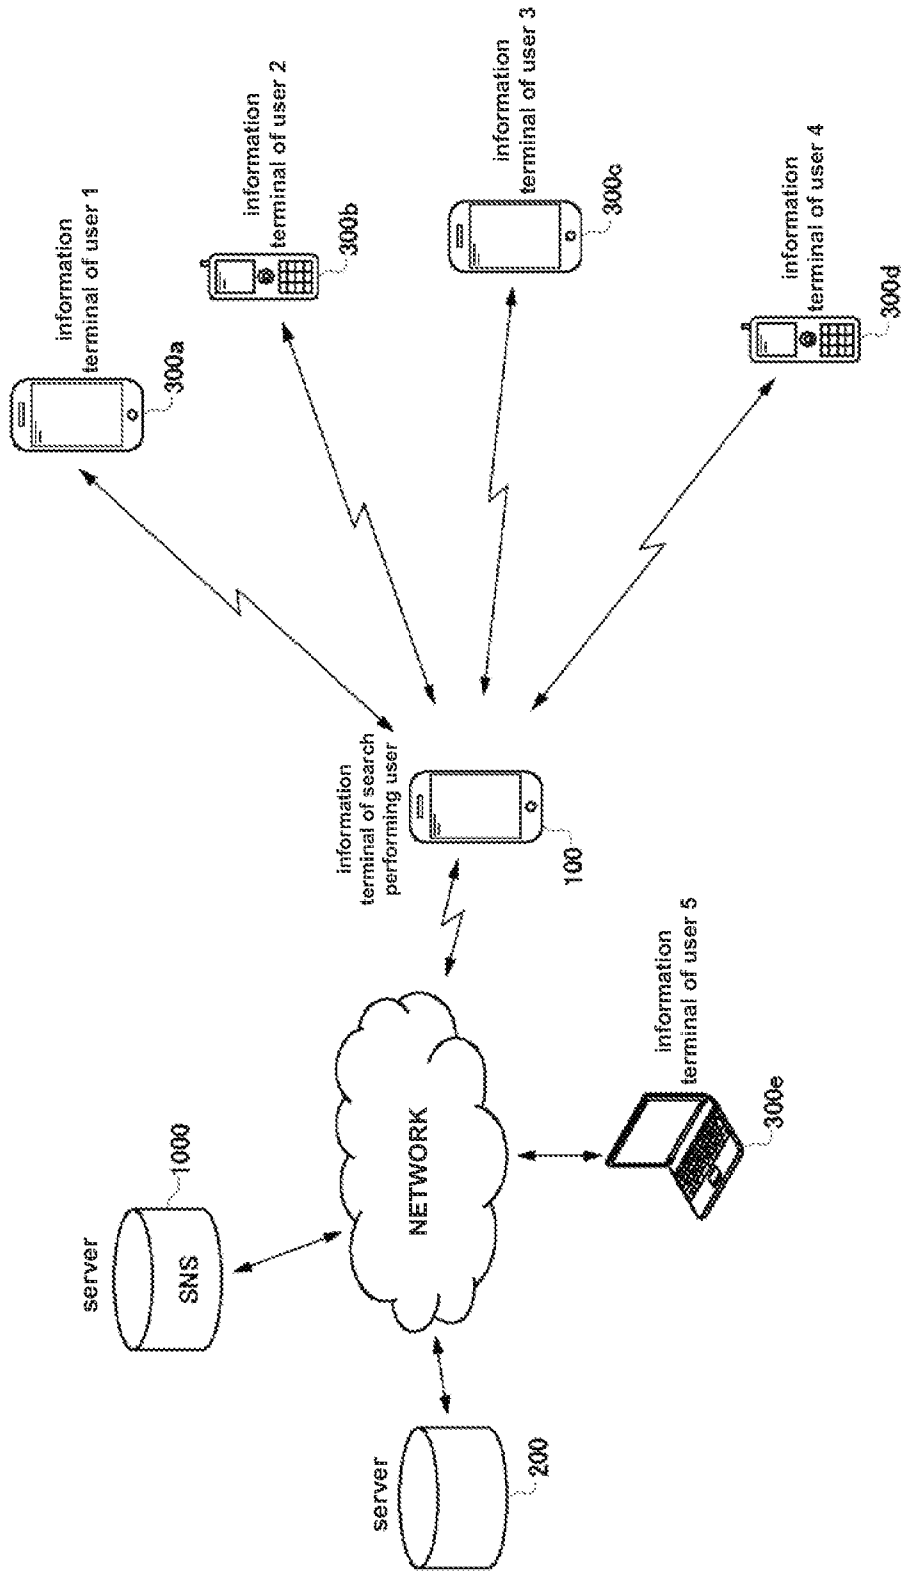 server
200
server
SNS
1000
NETWORK
information
terminal of user 5
300e
information
terminal of search
performing user
100
information
terminal of user 1
300a
information
terminal of user 2
300b
information
terminal of user 3
300c
information
terminal of user 4
300d